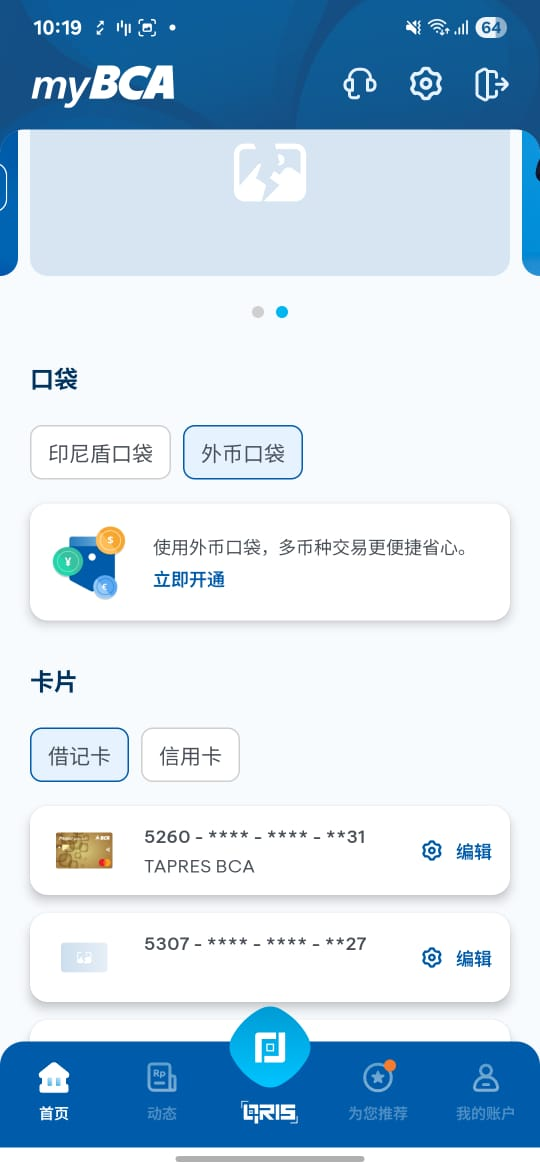 10:19
64
myBCA
口袋
印尼盾口袋
外币口袋
使用外币口袋，多币种交易更便捷省心。
立即开通
卡片
借记卡
信用卡
5260 - **** - **** - **31
编辑
TAPRES BCA
5307 - **** - **** - **27
编辑
首页
Rp
动态
QRIS
为您推荐
我的账户